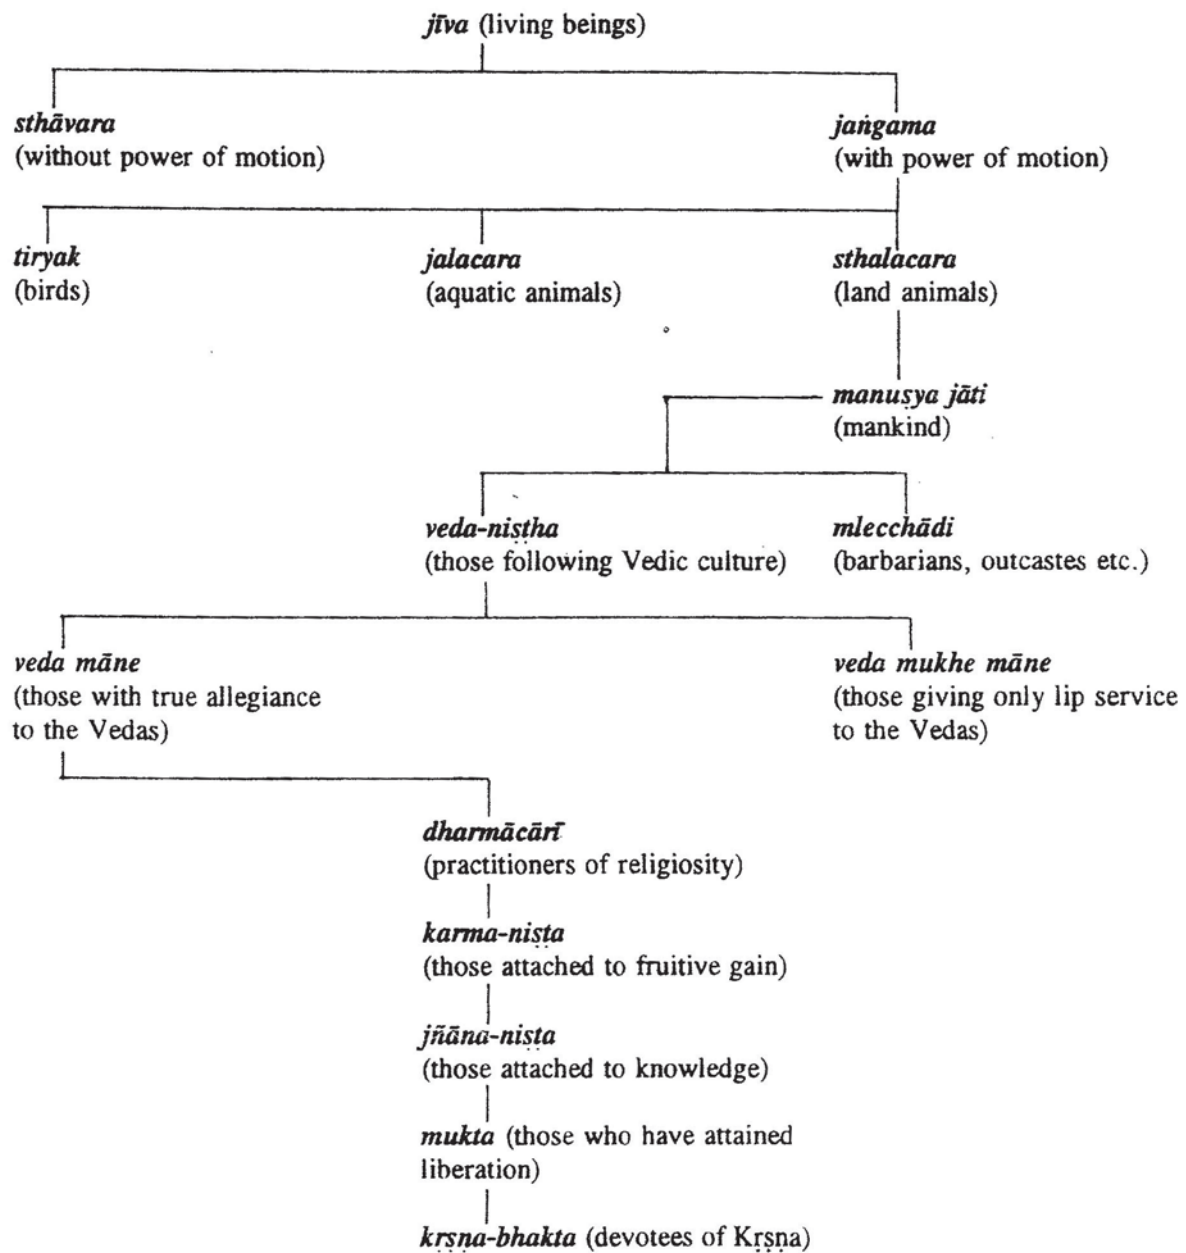 jīva (living beings)
sthāvara
(without power of motion)
jaṅgama
(with power of motion)
tiryak
(birds)
jalacara
(aquatic animals)
sthalacara
(land animals)
manuṣya jāti
(mankind)
veda-niṣṭha
(those following Vedic culture)
mlecchādi
(barbarians, outcastes etc.)
veda māne
(those with true allegiance
to the Vedas)
veda mukhe māne
(those giving only lip service
to the Vedas)
dharmācārī
(practitioners of religiosity)
karma-niṣṭa
(those attached to fruitive gain)
jñāna-niṣṭa
(those attached to knowledge)
mukta (those who have attained
liberation)
kṛṣṇa-bhakta (devotees of Kṛṣṇa)